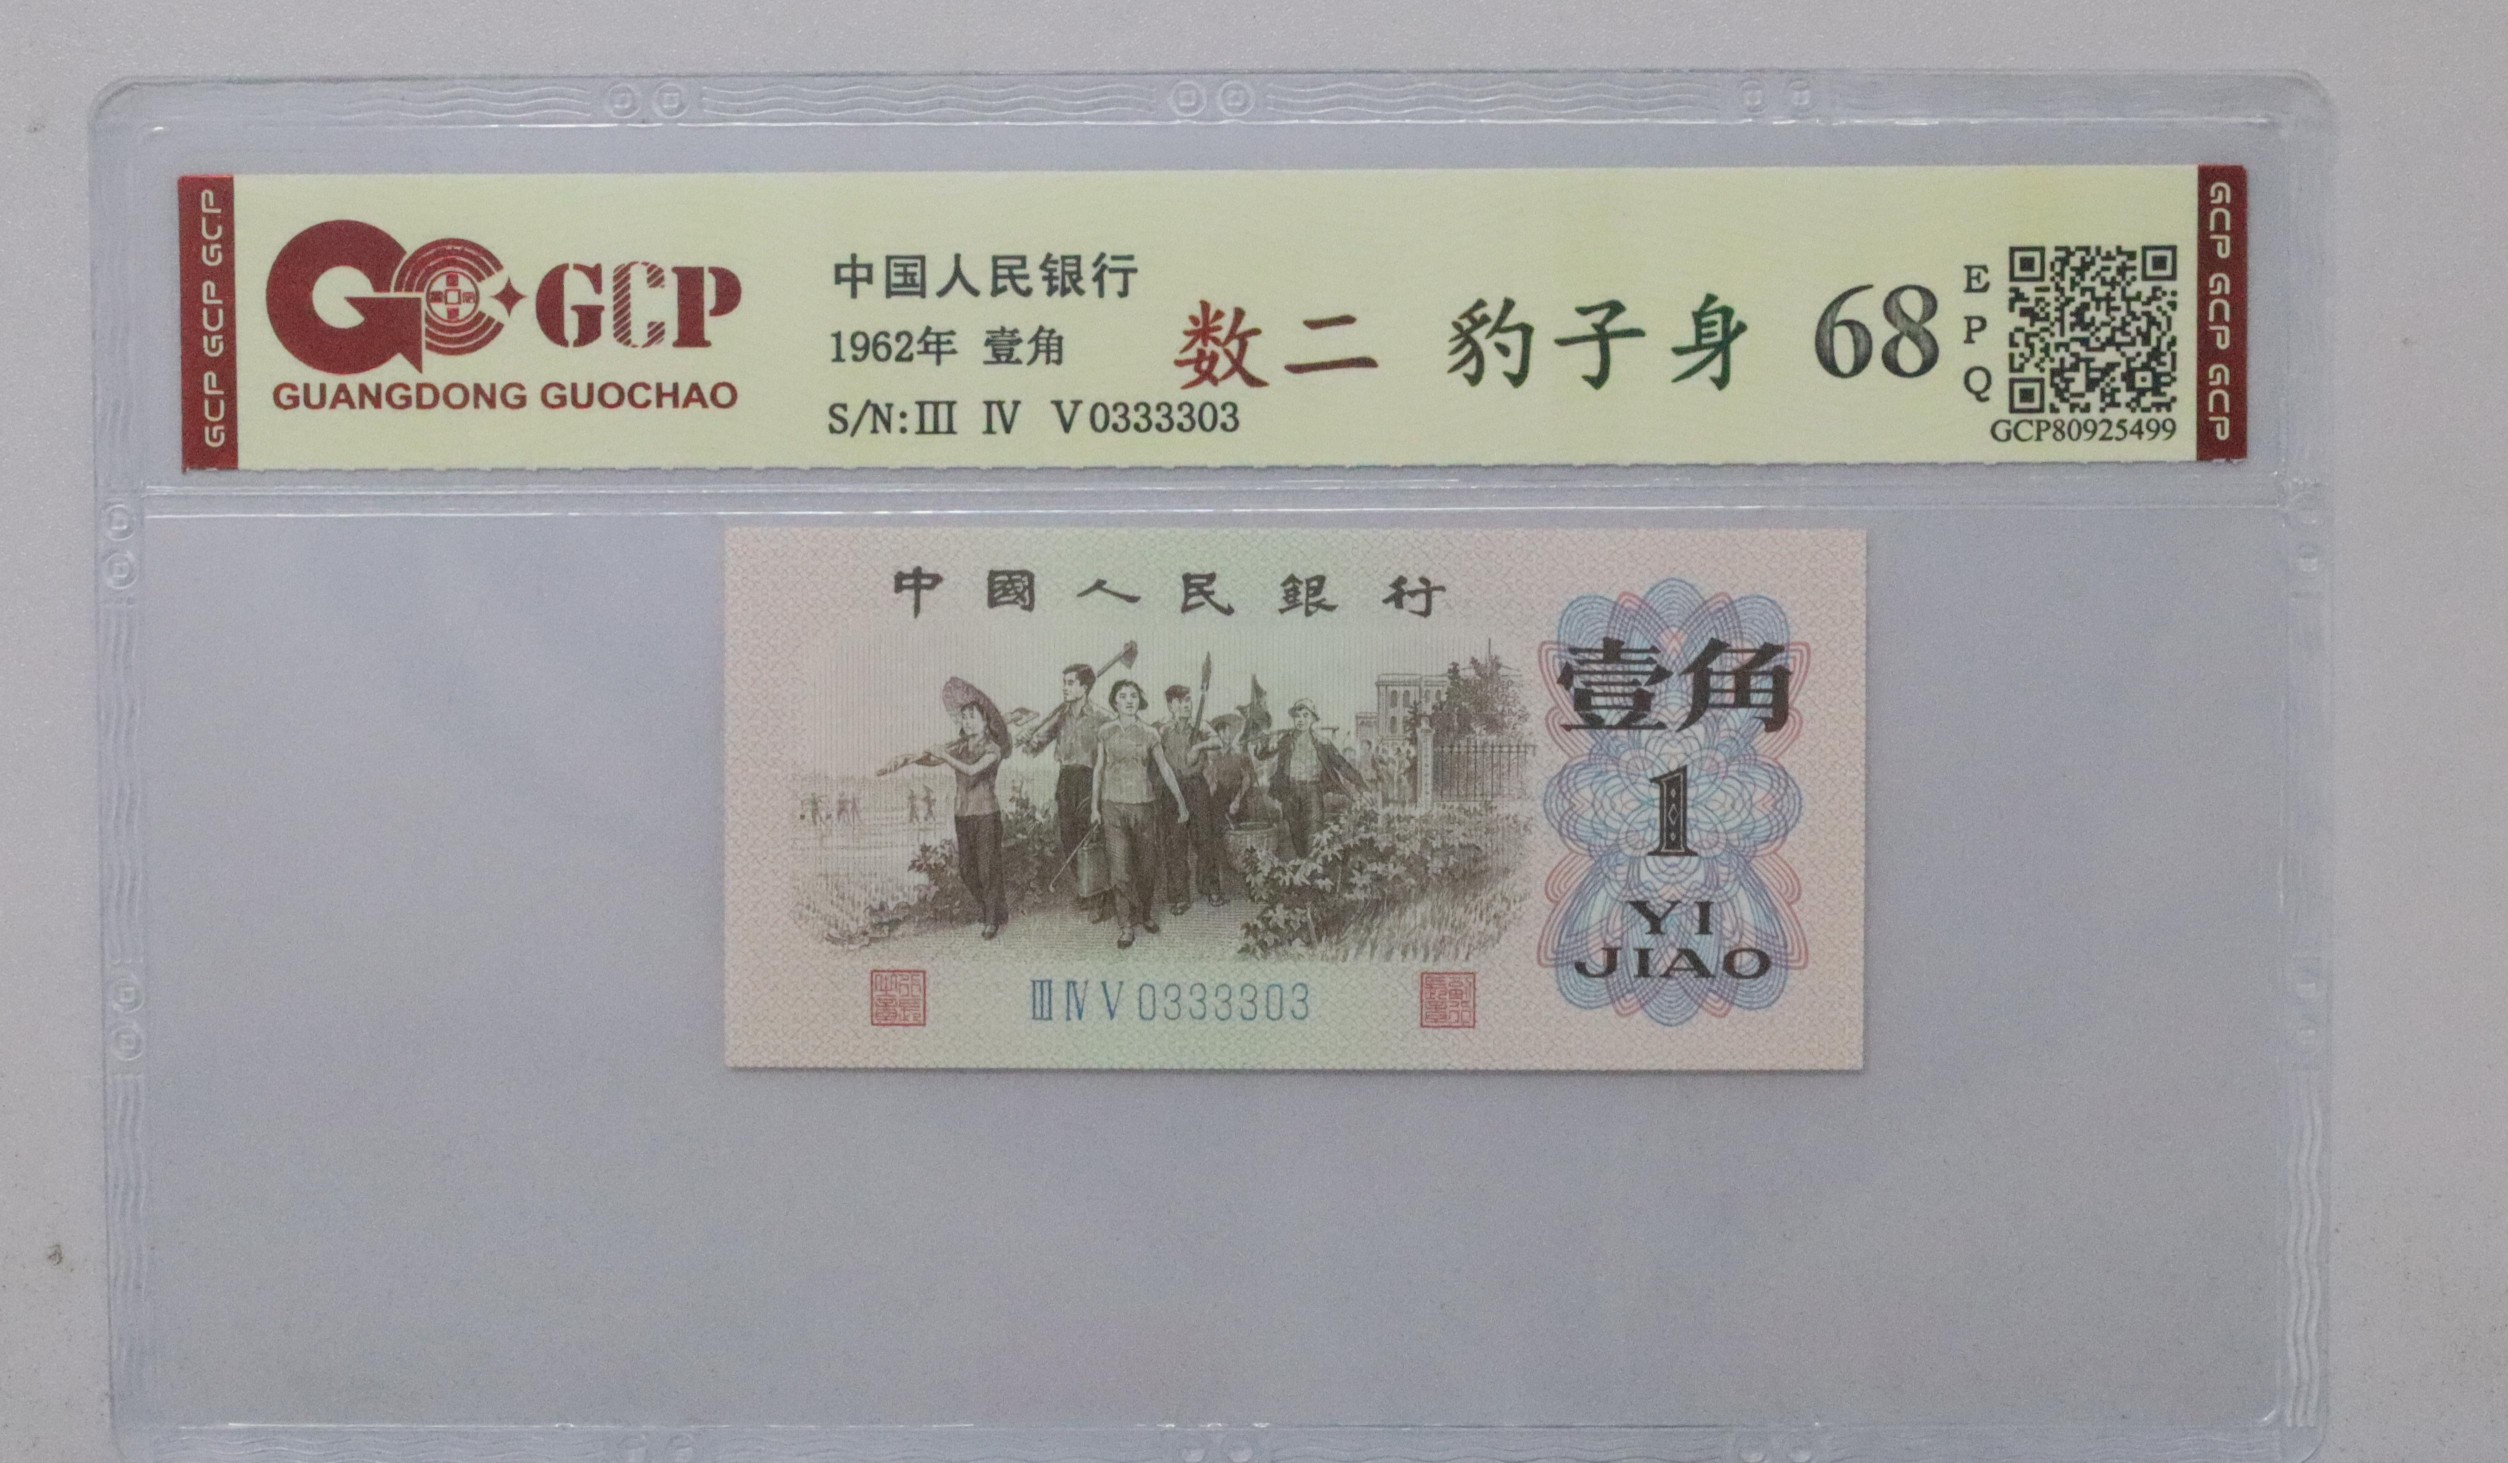 GCP GCP GCP
GCP
GUANGDONG GUOCHAO
中国人民银行
1962年 壹角
S/N:Ⅲ Ⅳ Ⅴ0333303
数二 豹子身
68
EPQ
GCP80925499
GCP GCP GCP
中國人民銀行
壹角
1
YI
JIAO
ⅢⅣⅤ0333303